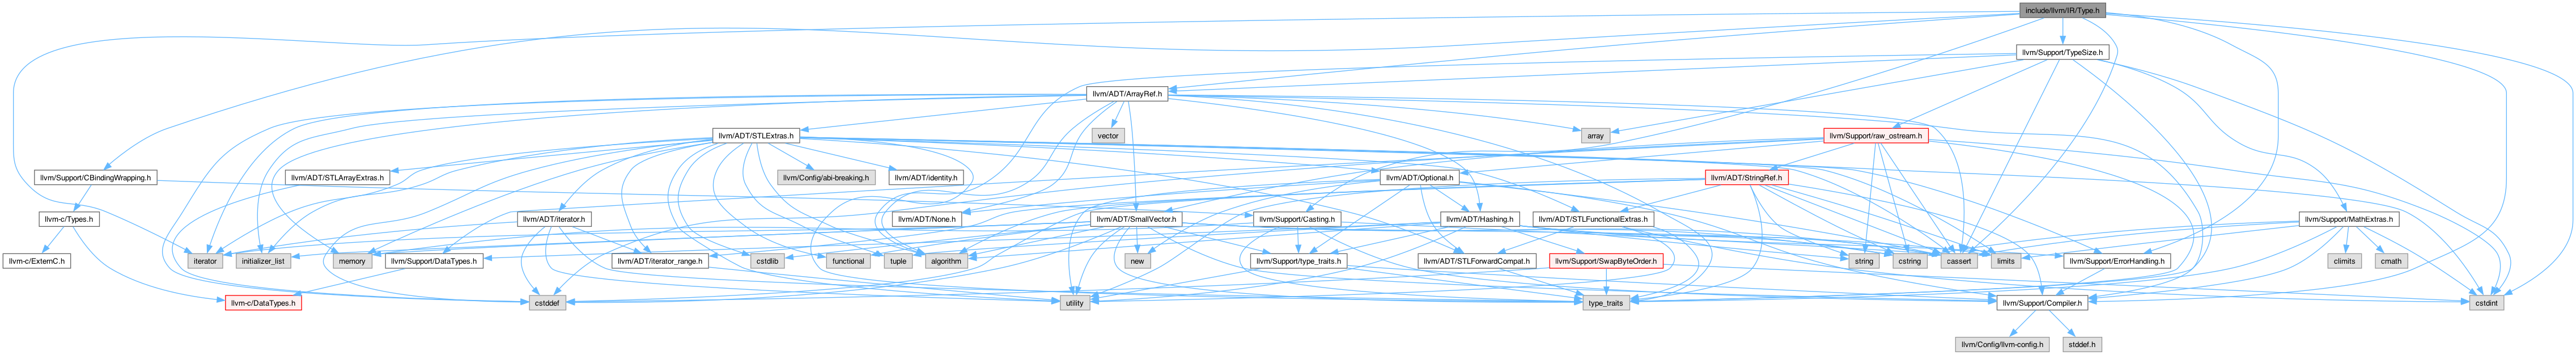 include/llvm/IR/Type.h
llvm/Support/TypeSize.h
llvm/ADT/ArrayRef.h
llvm/ADT/STLExtras.h
vector
array
llvm/Support/raw_ostream.h
llvm/Support/CBindingWrapping.h
llvm/ADT/STLArrayExtras.h
llvm/Config/abi-breaking.h
llvm/ADT/identity.h
llvm/ADT/Optional.h
llvm/ADT/StringRef.h
llvm-c/Types.h
llvm/ADT/iterator.h
llvm/ADT/None.h
llvm/ADT/SmallVector.h
llvm/Support/Casting.h
llvm/ADT/Hashing.h
llvm/ADT/STLFunctionalExtras.h
llvm/Support/MathExtras.h
llvm-c/ExternC.h
iterator
initializer_list
memory
llvm/Support/DataTypes.h
llvm/ADT/iterator_range.h
cstdlib
functional
tuple
algorithm
new
llvm/Support/type_traits.h
llvm/ADT/STLForwardCompat.h
llvm/Support/SwapByteOrder.h
string
cstring
cassert
limits
llvm/Support/ErrorHandling.h
climits
cmath
llvm-c/DataTypes.h
cstddef
utility
type_traits
llvm/Support/Compiler.h
cstdint
llvm/Config/llvm-config.h
stddef.h